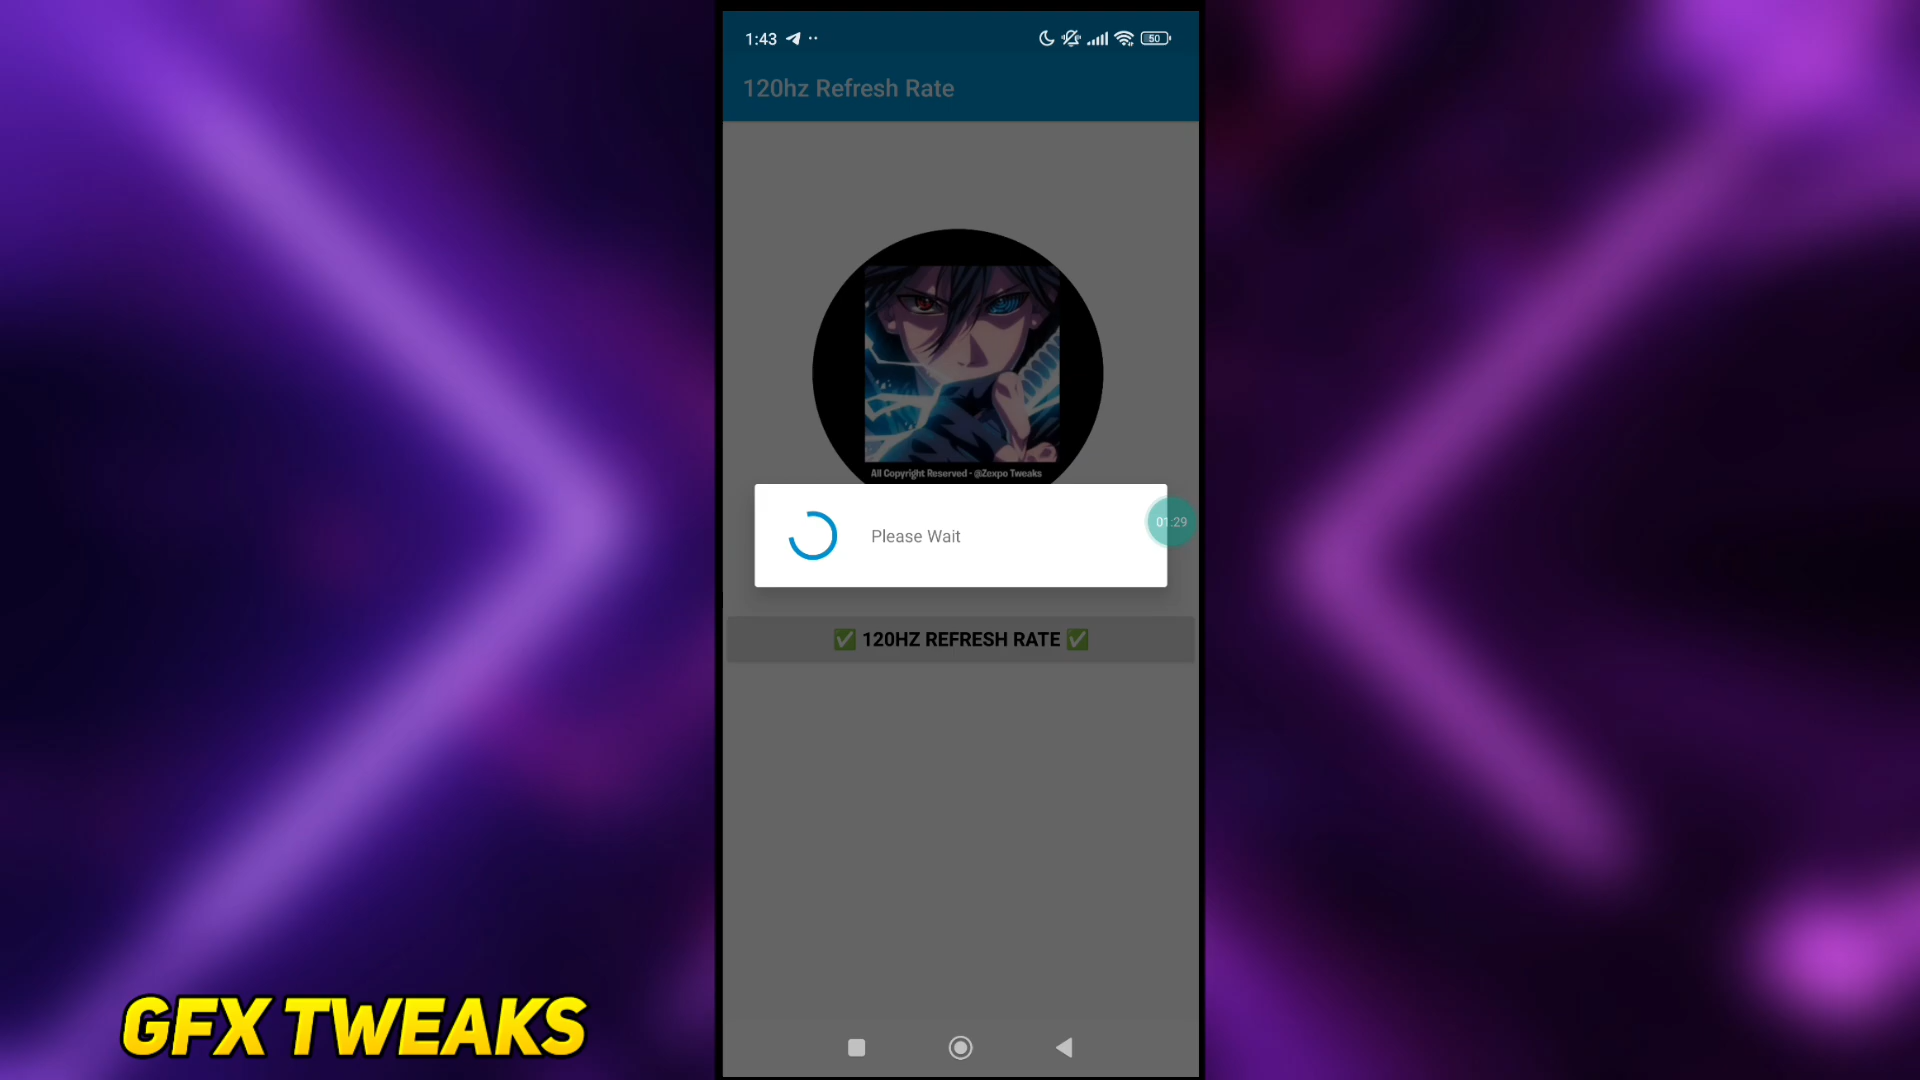 1:43
50
120hz Refresh Rate
All Copyright Reserved - @Zexpo Tweaks
Please Wait
01:29
✅ 120HZ REFRESH RATE ✅
GFX TWEAKS